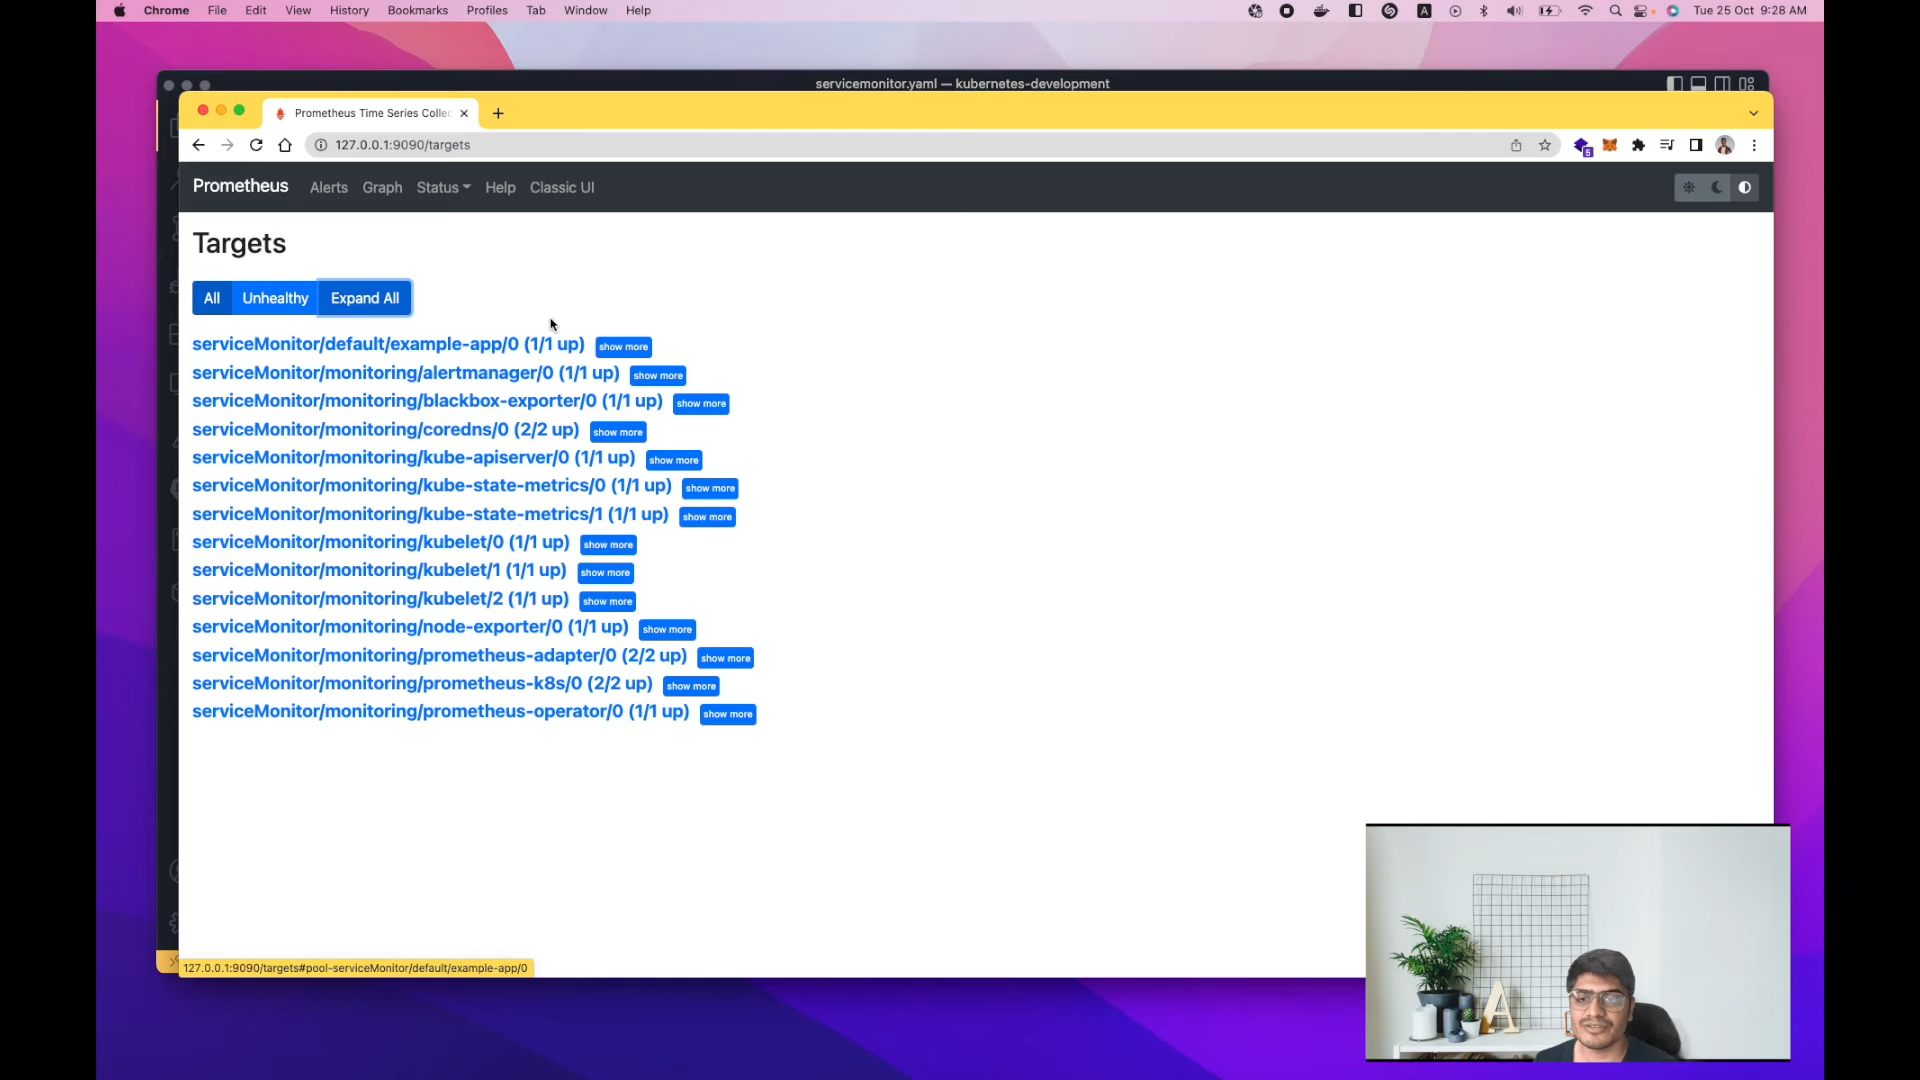 Chrome File Edit View History Bookmarks Profiles Tab Window Help
A
Tue 25 Oct 9:28 AM
servicemonitor.yaml — kubernetes-development
Prometheus Time Series Collec
127.0.0.1:9090/targets
5
Prometheus Alerts Graph Status Help Classic UI
Targets
All Unhealthy Expand All
serviceMonitor/default/example-app/0 (1/1 up) show more
serviceMonitor/monitoring/alertmanager/0 (1/1 up) show more
serviceMonitor/monitoring/blackbox-exporter/0 (1/1 up) show more
serviceMonitor/monitoring/coredns/0 (2/2 up) show more
serviceMonitor/monitoring/kube-apiserver/0 (1/1 up) show more
serviceMonitor/monitoring/kube-state-metrics/0 (1/1 up) show more
serviceMonitor/monitoring/kube-state-metrics/1 (1/1 up) show more
serviceMonitor/monitoring/kubelet/0 (1/1 up) show more
serviceMonitor/monitoring/kubelet/1 (1/1 up) show more
serviceMonitor/monitoring/kubelet/2 (1/1 up) show more
serviceMonitor/monitoring/node-exporter/0 (1/1 up) show more
serviceMonitor/monitoring/prometheus-adapter/0 (2/2 up) show more
serviceMonitor/monitoring/prometheus-k8s/0 (2/2 up) show more
serviceMonitor/monitoring/prometheus-operator/0 (1/1 up) show more
127.0.0.1:9090/targets#pool-serviceMonitor/default/example-app/0
A